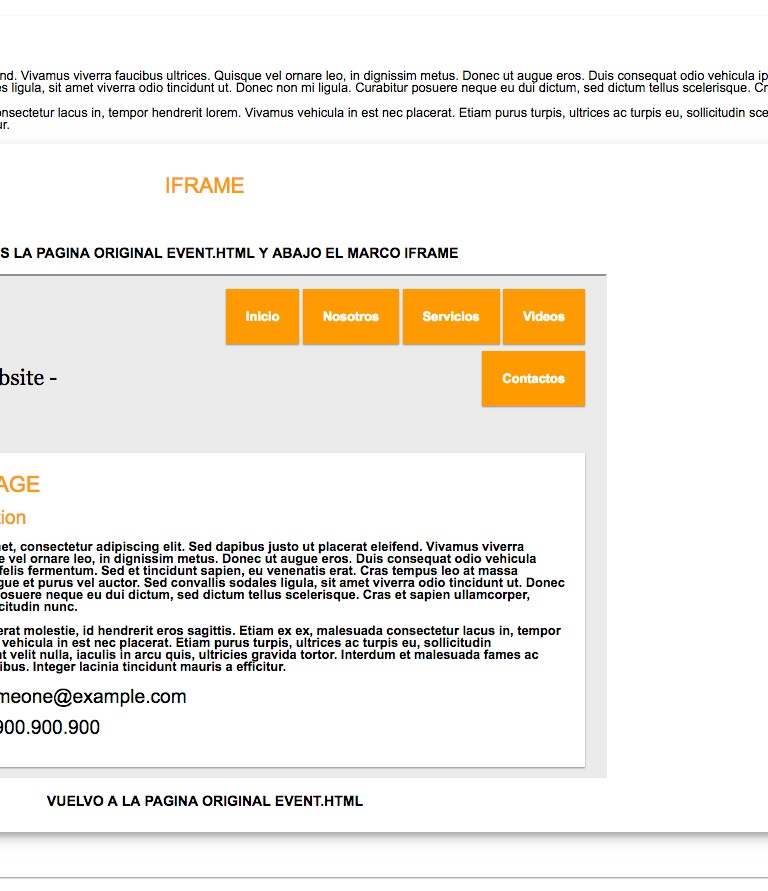 nd. Vivamus viverra faucibus ultrices. Quisque vel ornare leo, in dignissim metus. Donec ut augue eros. Duis consequat odio vehicula ip
s ligula, sit amet viverra odio tincidunt ut. Donec non mi ligula. Curabitur posuere neque eu dui dictum, sed dictum tellus scelerisque. Cr
nsectetur lacus in, tempor hendrerit lorem. Vivamus vehicula in est nec placerat. Etiam purus turpis, ultrices ac turpis eu, sollicitudin sce
ur.
IFRAME
S LA PAGINA ORIGINAL EVENT.HTML Y ABAJO EL MARCO IFRAME
Inicio Nosotros Servicios Videos
bsite -
Contactos
AGE
tion
et, consectetur adipiscing elit. Sed dapibus justo ut placerat eleifend. Vivamus viverra
e vel ornare leo, in dignissim metus. Donec ut augue eros. Duis consequat odio vehicula
felis fermentum. Sed et tincidunt sapien, eu venenatis erat. Cras tempus leo at massa
gue et purus vel auctor. Sed convallis sodales ligula, sit amet viverra odio tincidunt ut. Donec
posuere neque eu dui dictum, sed dictum tellus scelerisque. Cras et sapien ullamcorper,
citudin nunc.
erat molestie, id hendrerit eros sagittis. Etiam ex ex, malesuada consectetur lacus in, tempor
vehicula in est nec placerat. Etiam purus turpis, ultrices ac turpis eu, sollicitudin
nt velit nulla, iaculis in arcu quis, ultricies gravida tortor. Interdum et malesuada fames ac
ibus. Integer lacinia tincidunt mauris a efficitur.
meone@example.com
900.900.900
VUELVO A LA PAGINA ORIGINAL EVENT.HTML